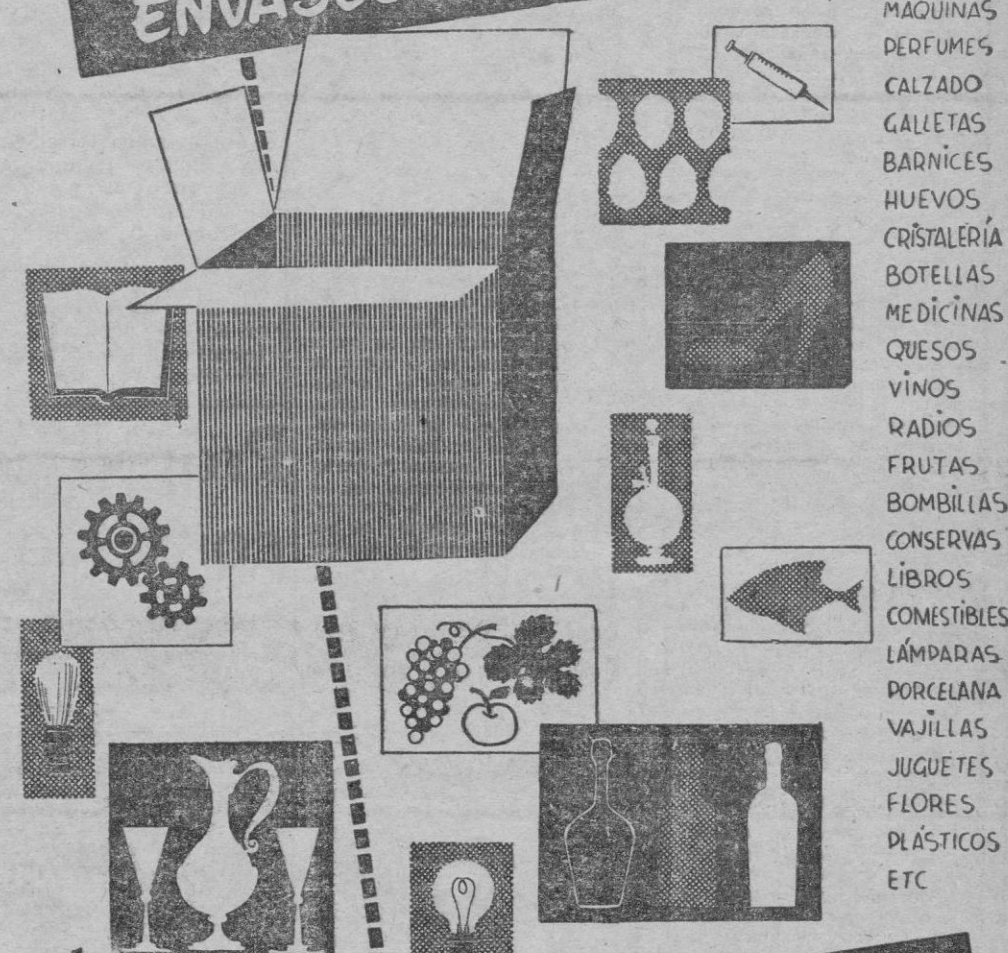 ENVASES
MAQUINAS
PERFUMES
CALZADO
GALLETAS
BARNICES
HUEVOS
CRISTALERÍA
BOTELLAS
MEDICINAS
QUESOS
VINOS
RADIOS
FRUTAS
BOMBILLAS
CONSERVAS
LIBROS
COMESTIBLES
LÁMPARAS
PORCELANA
VAJILLAS
JUGUETES
FLORES
PLÁSTICOS
ETC